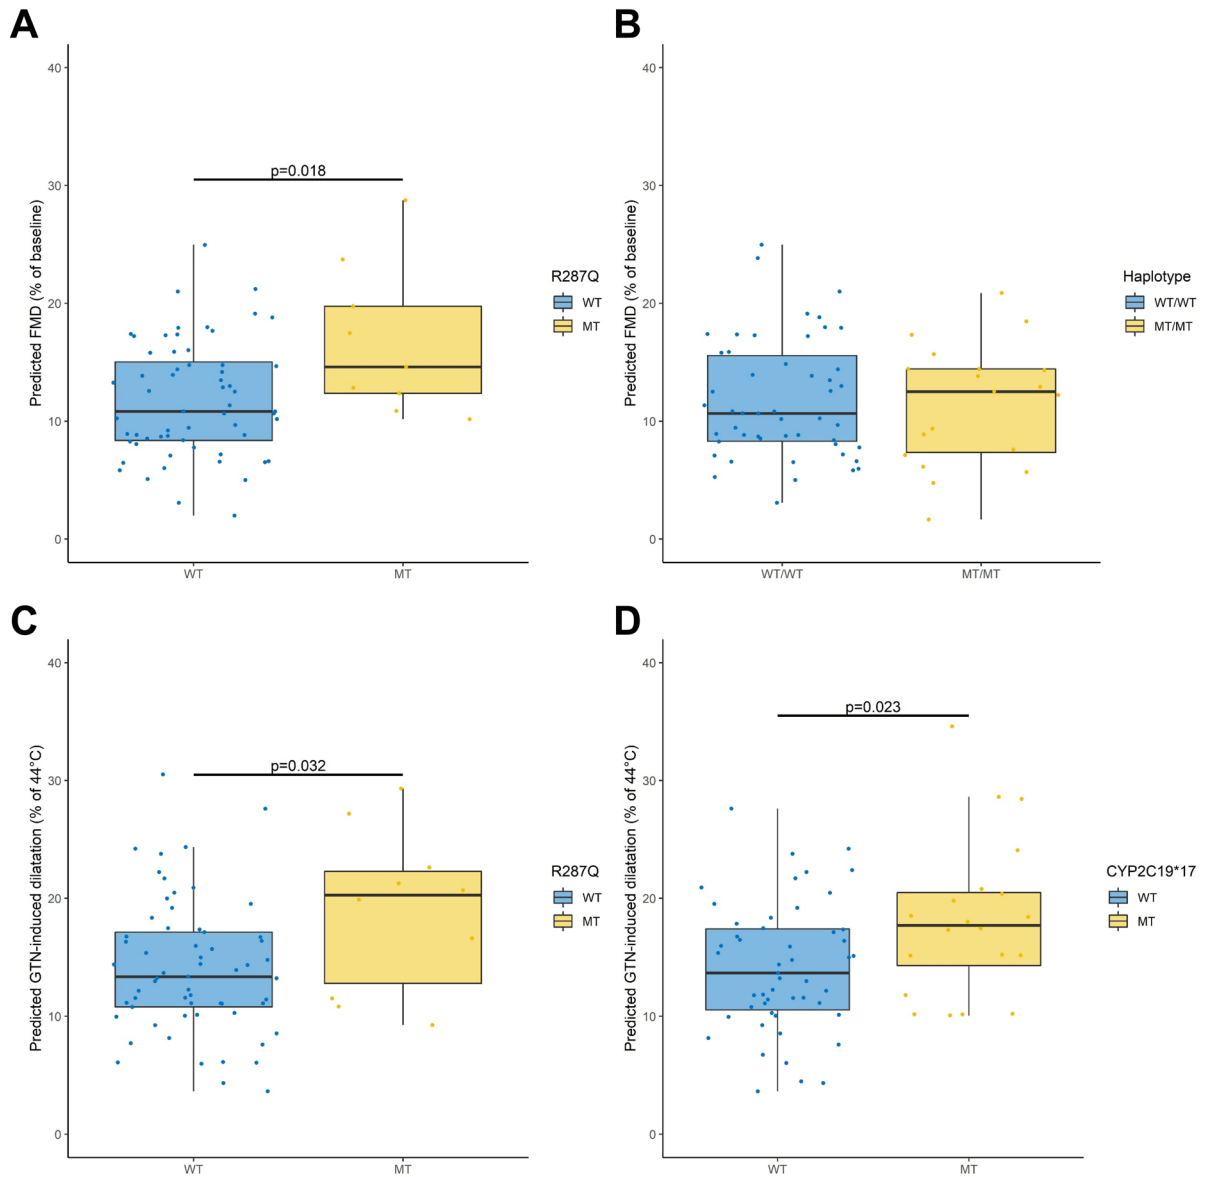 A
Predicted FMD (% of baseline)
40
30
20
10
0
p=0.018
WT
MT
R287Q
WT
MT
B
Predicted FMD (% of baseline)
40
30
20
10
0
WT/WT
MT/MT
Haplotype
WT/WT
MT/MT
C
Predicted GTN-induced dilatation (% of 44°C)
40
30
20
10
0
p=0.032
WT
MT
R287Q
WT
MT
D
Predicted GTN-induced dilatation (% of 44°C)
40
30
20
10
0
p=0.023
WT
MT
CYP2C19*17
WT
MT